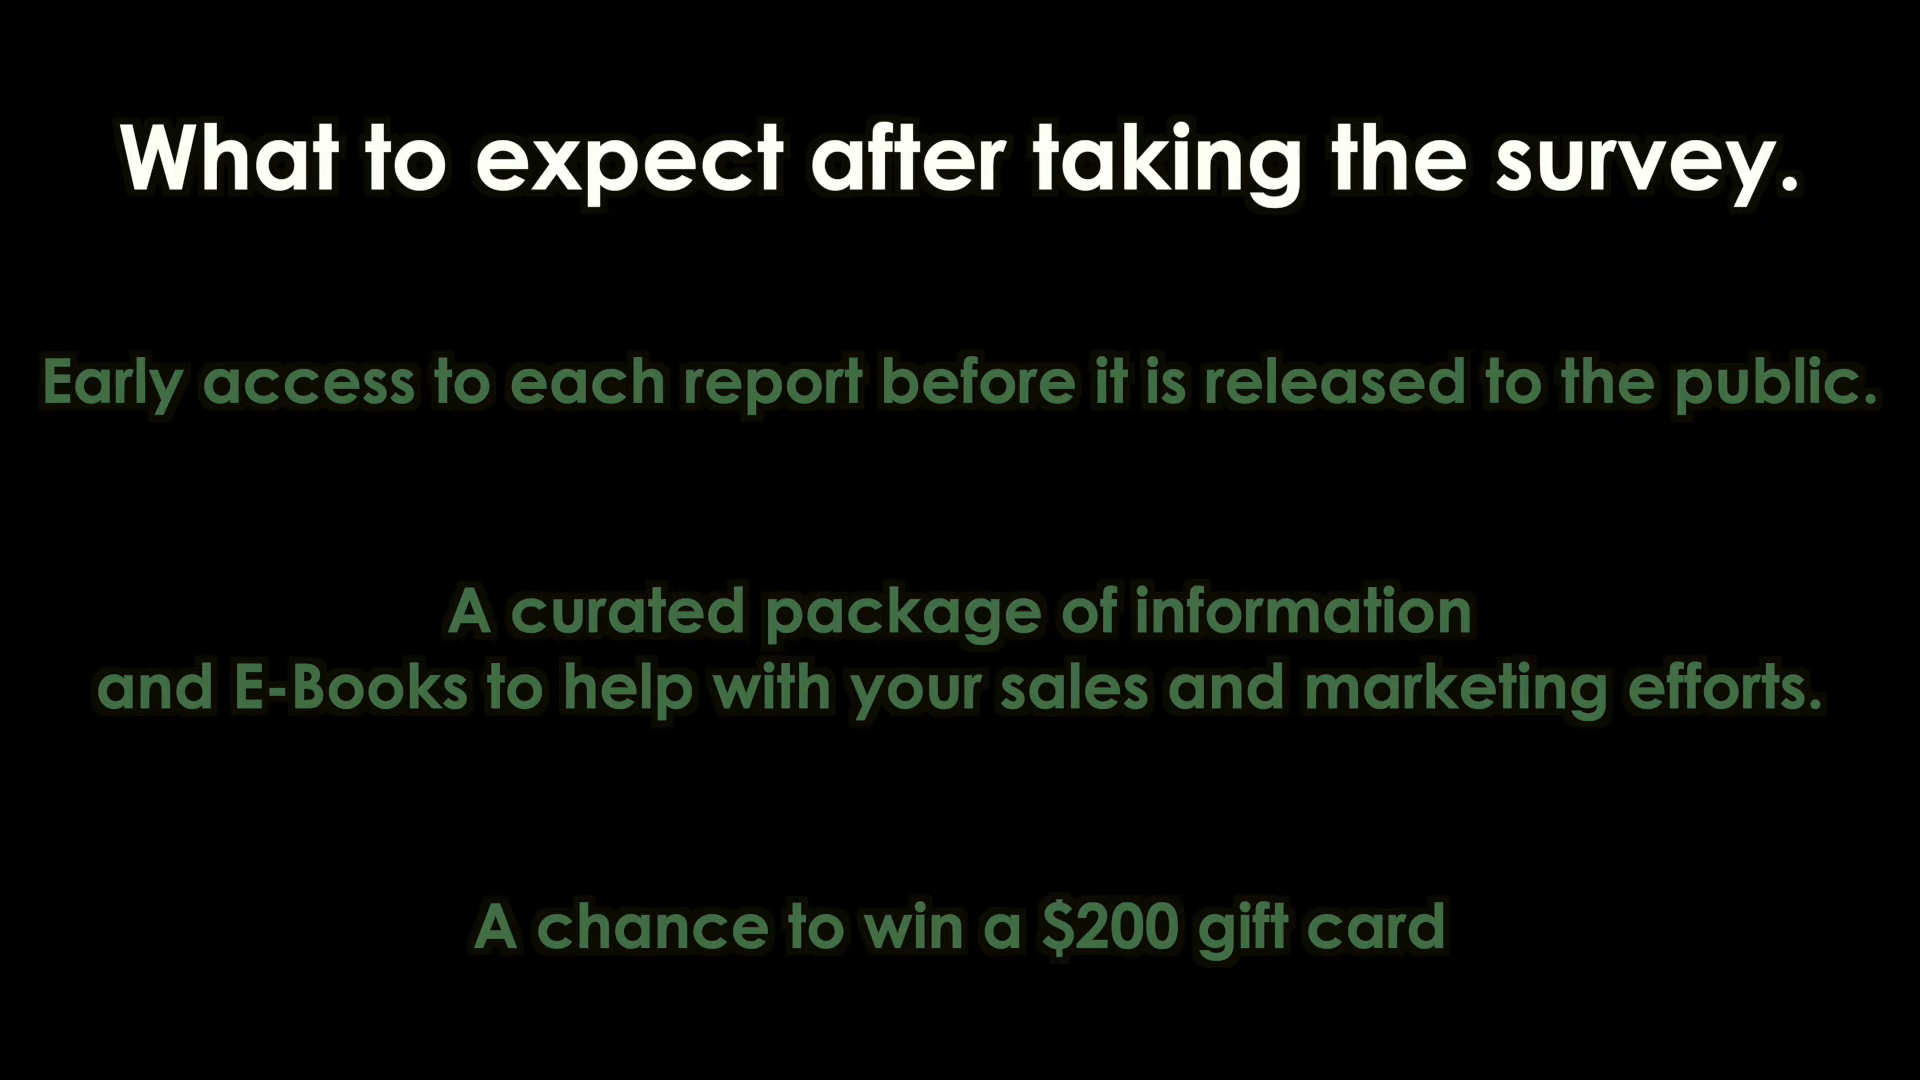 What to expect after taking the survey.
Early access to each report before it is released to the public.
A curated package of information
and E-Books to help with your sales and marketing efforts.
A chance to win a $200 gift card